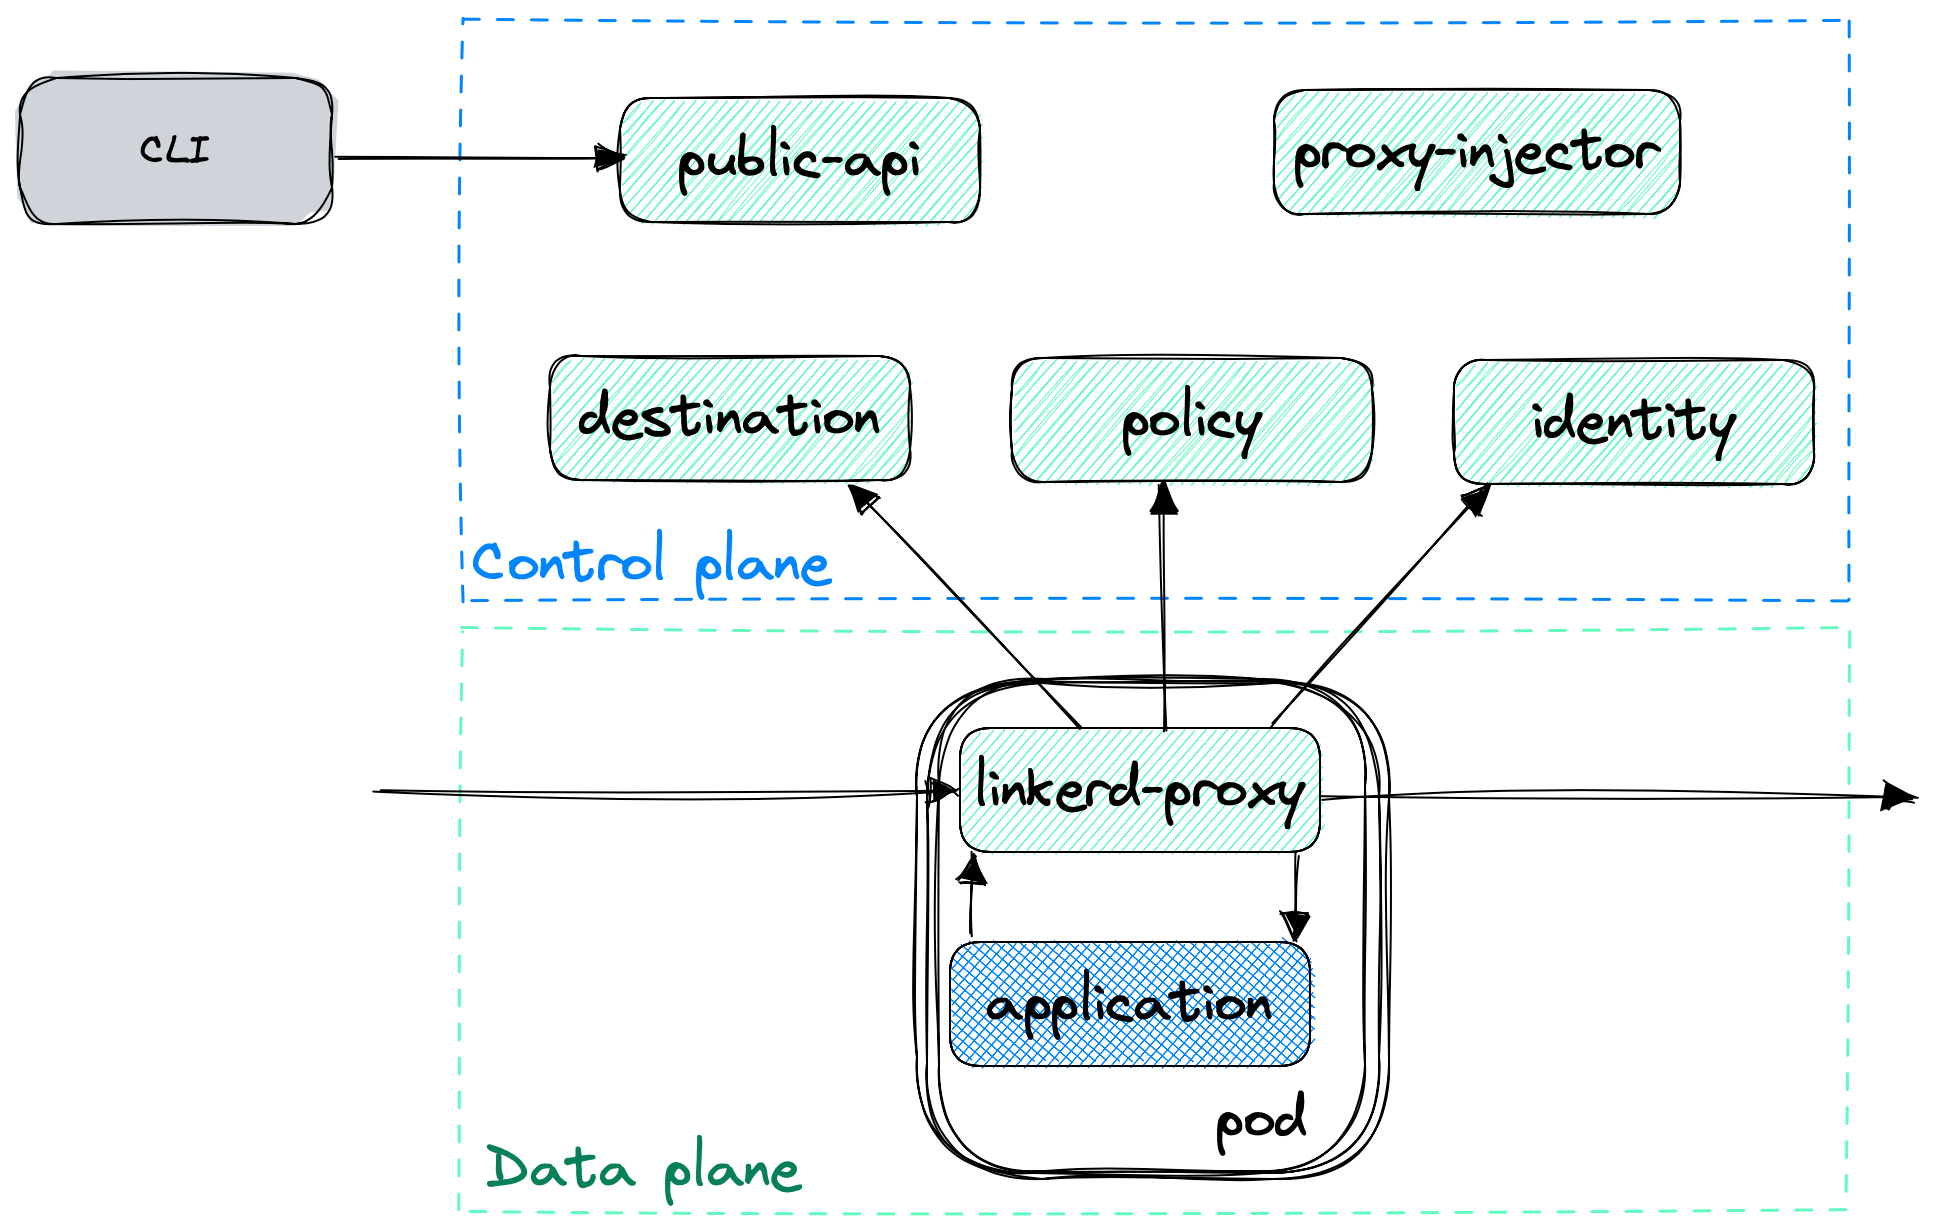 CLI
public-api
proxy-injector
destination
policy
identity
Control plane
linkerd-proxy
application
pod
Data plane